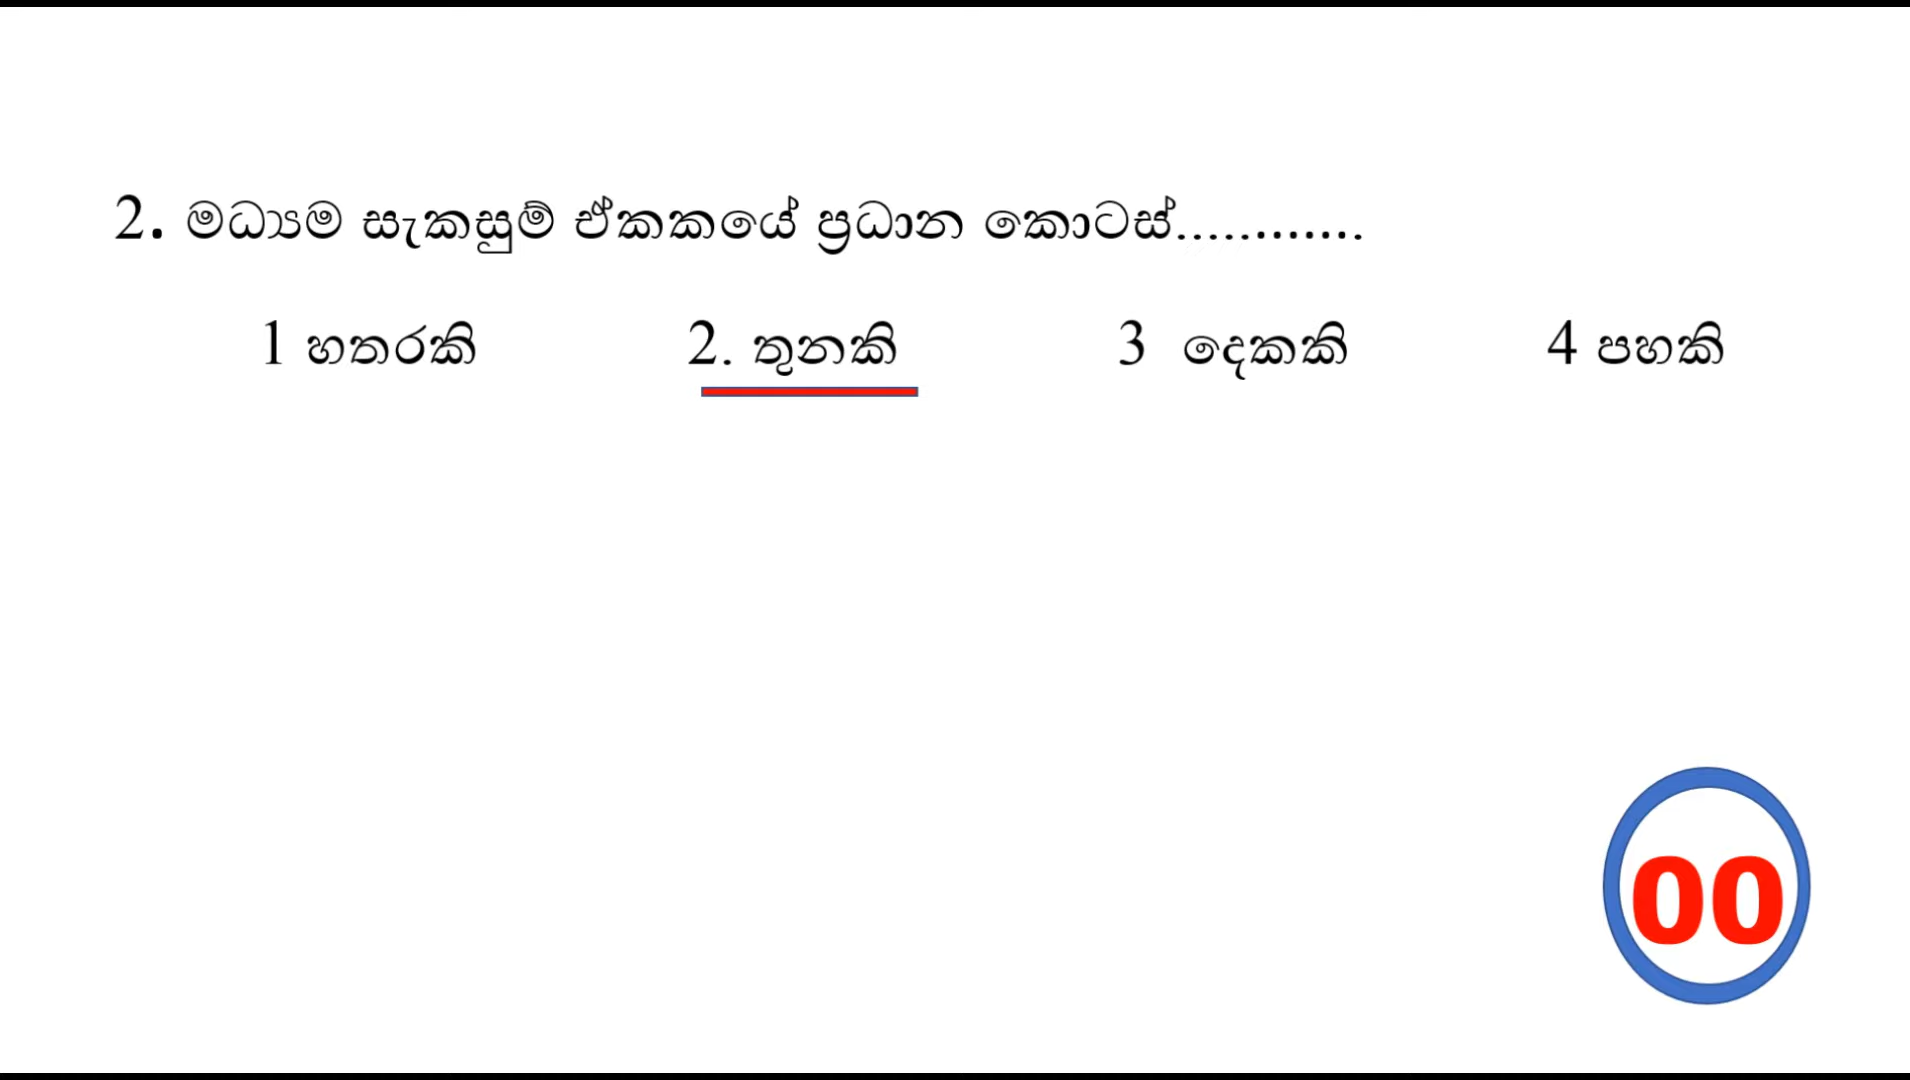 2. මධ්‍යම සැකසුම් ඒකකයේ ප්‍රධාන කොටස්............
1 හතරකි 2. තුනකි 3 දෙකකි 4 පහකි
00